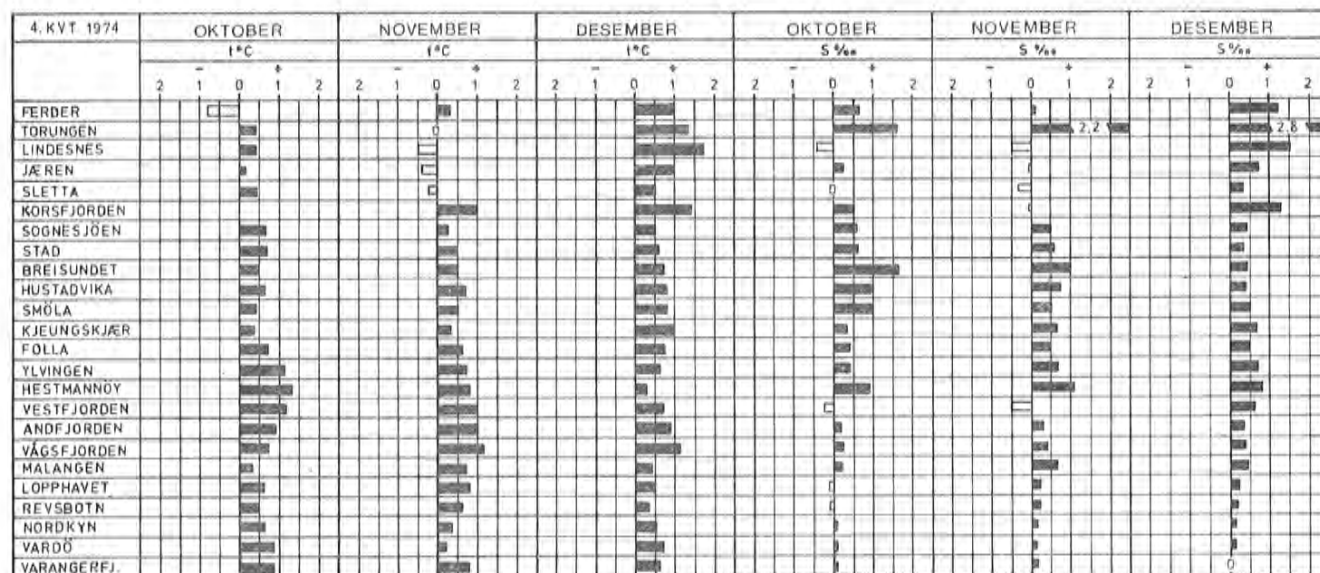 4. KVT 1974 OKTOBER NOVEMBER DESEMBER OKTOBER NOVEMBER DESEMBER
t°C t°C t°C S ‰ S ‰ S ‰
- + - + - + - + - + - +
2 1 0 1 2 2 1 0 1 2 2 1 0 1 2 2 1 0 1 2 2 1 0 1 2 2 1 0 1 2
FERDER
TORUNGEN 2,2 2,8
LINDESNES
JÆREN
SLETTA
KORSFJORDEN
SOGNESJÖEN
STAD
BREISUNDET
HUSTADVIKA
SMÖLA
KJEUNGSKJÆR
FOLLA
YLVINGEN
HESTMANNÖY
VESTFJORDEN
ANDFJORDEN
VÅGSFJORDEN
MALANGEN
LOPPHAVET
REVSBOTN
NORDKYN
VARDÖ
VARANGERFJ. 0